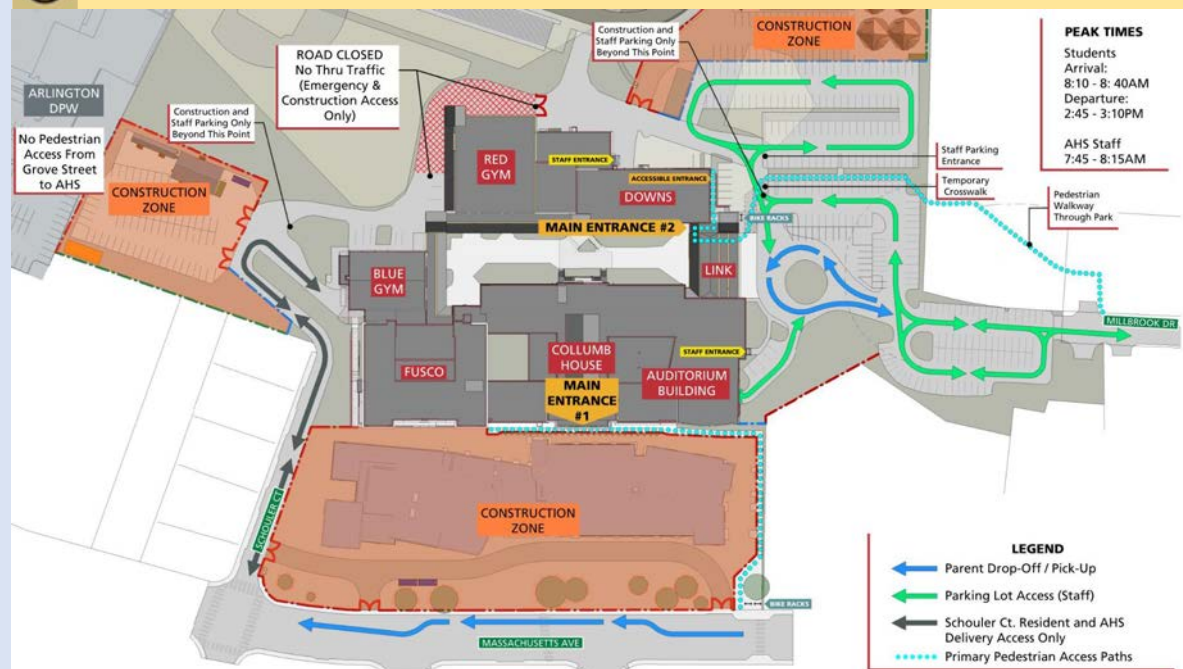 Construction and
Staff Parking Only
Beyond This Point
CONSTRUCTION
ZONE
PEAK TIMES
Students
Arrival:
8:10 - 8: 40AM
Departure:
2:45 - 3:10PM
AHS Staff
7:45 - 8:15AM
ROAD CLOSED
No Thru Traffic
(Emergency &
Construction Access
Only)
ARLINGTON
DPW
Construction and
Staff Parking Only
Beyond This Point
No Pedestrian
Access From
Grove Street
to AHS
CONSTRUCTION
ZONE
RED
GYM
STAFF ENTRANCE
ACCESSIBLE ENTRANCE
DOWNS
Staff Parking
Entrance
Temporary
Crosswalk
Pedestrian
Walkway
Through Park
BIKE RACKS
MAIN ENTRANCE #2
BLUE
GYM
LINK
MILLBROOK DR
STAFF ENTRANCE
COLLUMB
HOUSE
FUSCO
AUDITORIUM
BUILDING
MAIN
ENTRANCE
#1
CONSTRUCTION
ZONE
SCHOULER CT
BIKE RACKS
MASSACHUSETTS AVE
LEGEND
Parent Drop-Off / Pick-Up
Parking Lot Access (Staff)
Schouler Ct. Resident and AHS
Delivery Access Only
Primary Pedestrian Access Paths